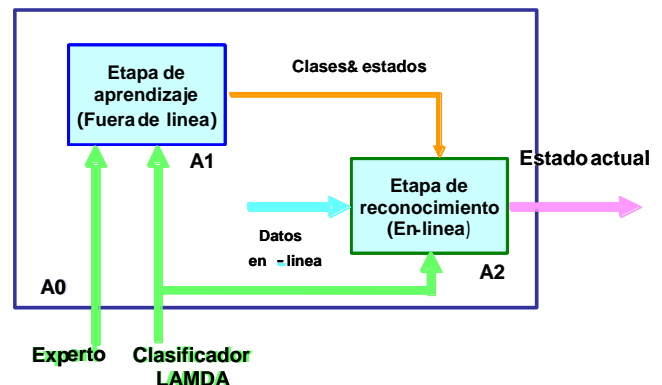 Etapa de
aprendizaje
(Fuera de linea)
A1
Clases& estados
Estado actual
Etapa de
reconocimiento
(En-linea)
A2
Datos
en -linea
A0
Experto
Clasificador
LAMDA